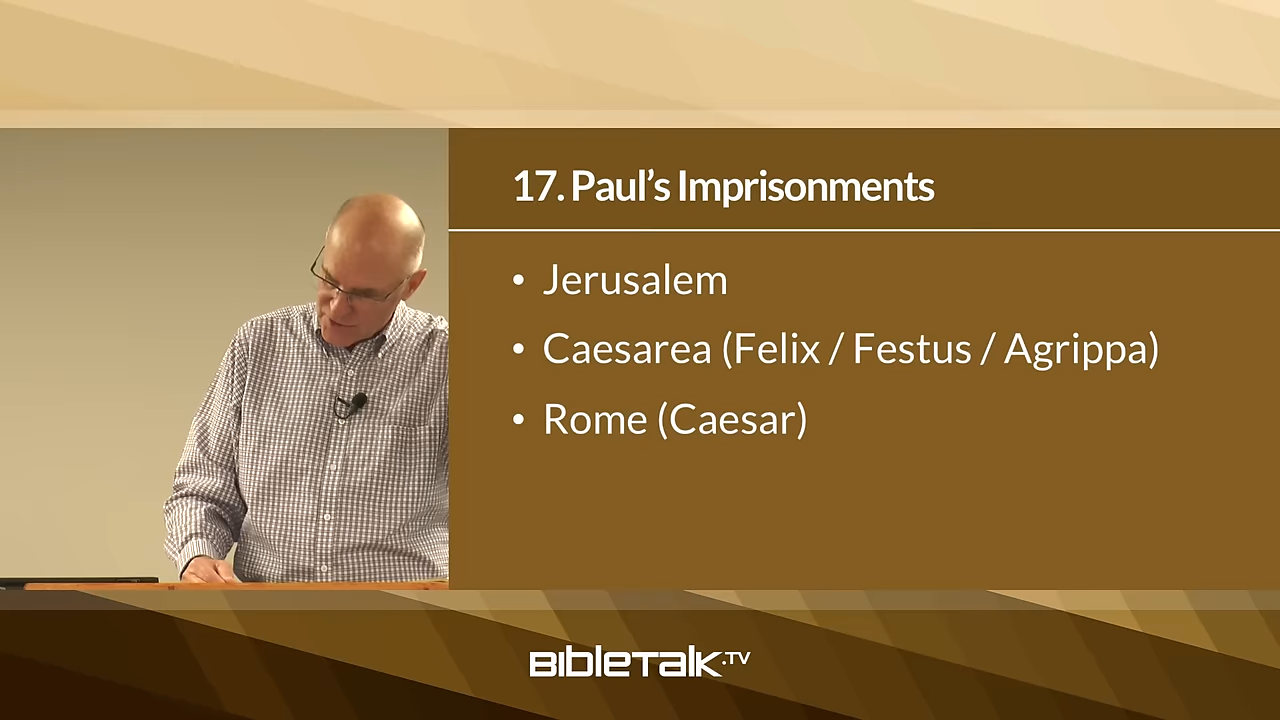 17. Paul’s Imprisonments
• Jerusalem
• Caesarea (Felix / Festus / Agrippa)
• Rome (Caesar)
BibleTalk.TV